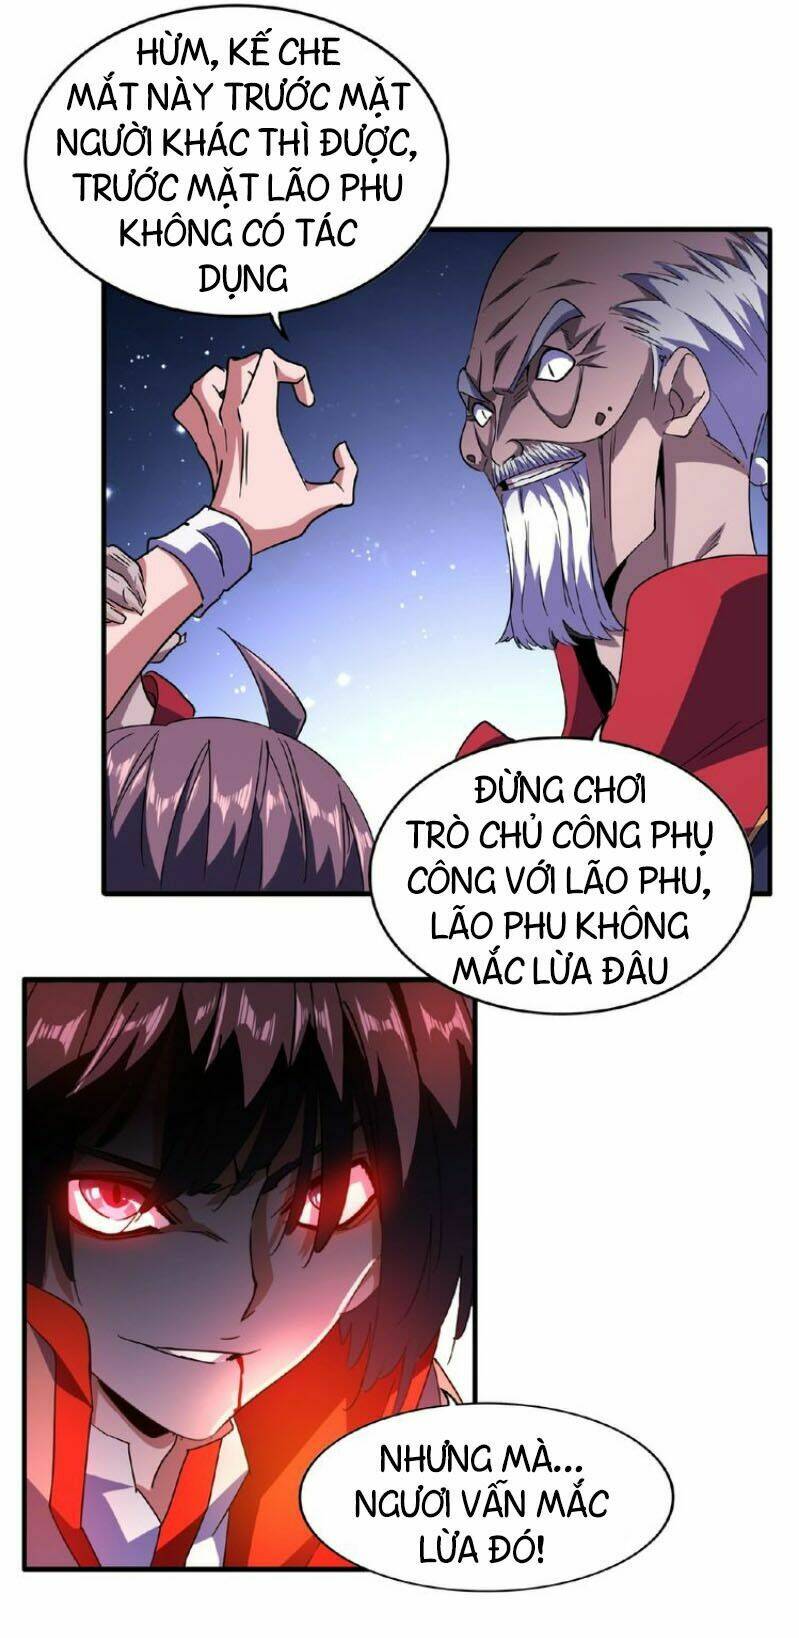 HỪM, KẾ CHE
MẮT NÀY TRƯỚC MẶT
NGƯỜI KHÁC THÌ ĐƯỢC,
TRƯỚC MẶT LÃO PHU
KHÔNG CÓ TÁC
DỤNG
ĐỪNG CHƠI
TRÒ CHỦ CÔNG PHỤ
CÔNG VỚI LÃO PHU,
LÃO PHU KHÔNG
MẮC LỪA ĐÂU
NHƯNG MÀ...
NGƯƠI VẪN MẮC
LỪA ĐÓ!